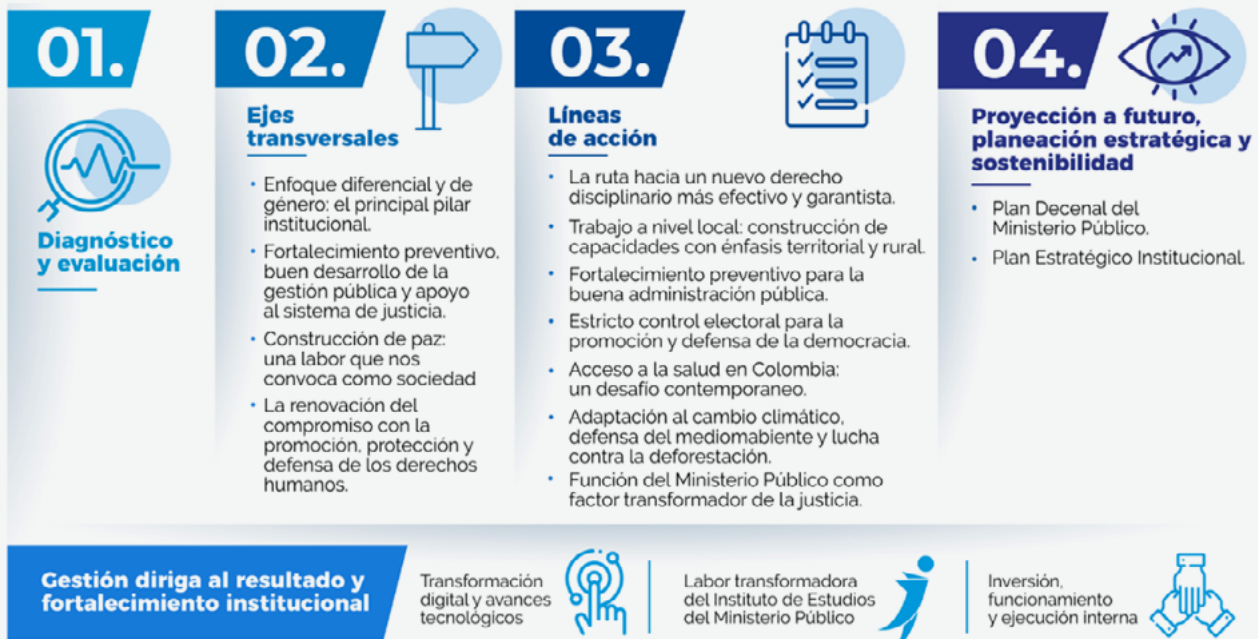 01.
Diagnóstico
y evaluación
02.
Ejes
transversales
• Enfoque diferencial y de
género: el principal pilar
institucional.
• Fortalecimiento preventivo,
buen desarrollo de la
gestión pública y apoyo
al sistema de justicia.
• Construcción de paz:
una labor que nos
convoca como sociedad
• La renovación del
compromiso con la
promoción, protección y
defensa de los derechos
humanos.
03.
Líneas
de acción
• La ruta hacia un nuevo derecho
disciplinario más efectivo y garantista.
• Trabajo a nivel local: construcción de
capacidades con énfasis territorial y rural.
• Fortalecimiento preventivo para la
buena administración pública.
• Estricto control electoral para la
promoción y defensa de la democracia.
• Acceso a la salud en Colombia:
un desafío contemporaneo.
• Adaptación al cambio climático,
defensa del mediomabiente y lucha
contra la deforestación.
• Función del Ministerio Público como
factor transformador de la justicia.
04.
Proyección a futuro,
planeación estratégica y
sostenibilidad
• Plan Decenal del
Ministerio Público.
• Plan Estratégico Institucional.
Gestión diriga al resultado y
fortalecimiento institucional
Transformación
digital y avances
tecnológicos
Labor transformadora
del Instituto de Estudios
del Ministerio Público
Inversión,
funcionamiento
y ejecución interna